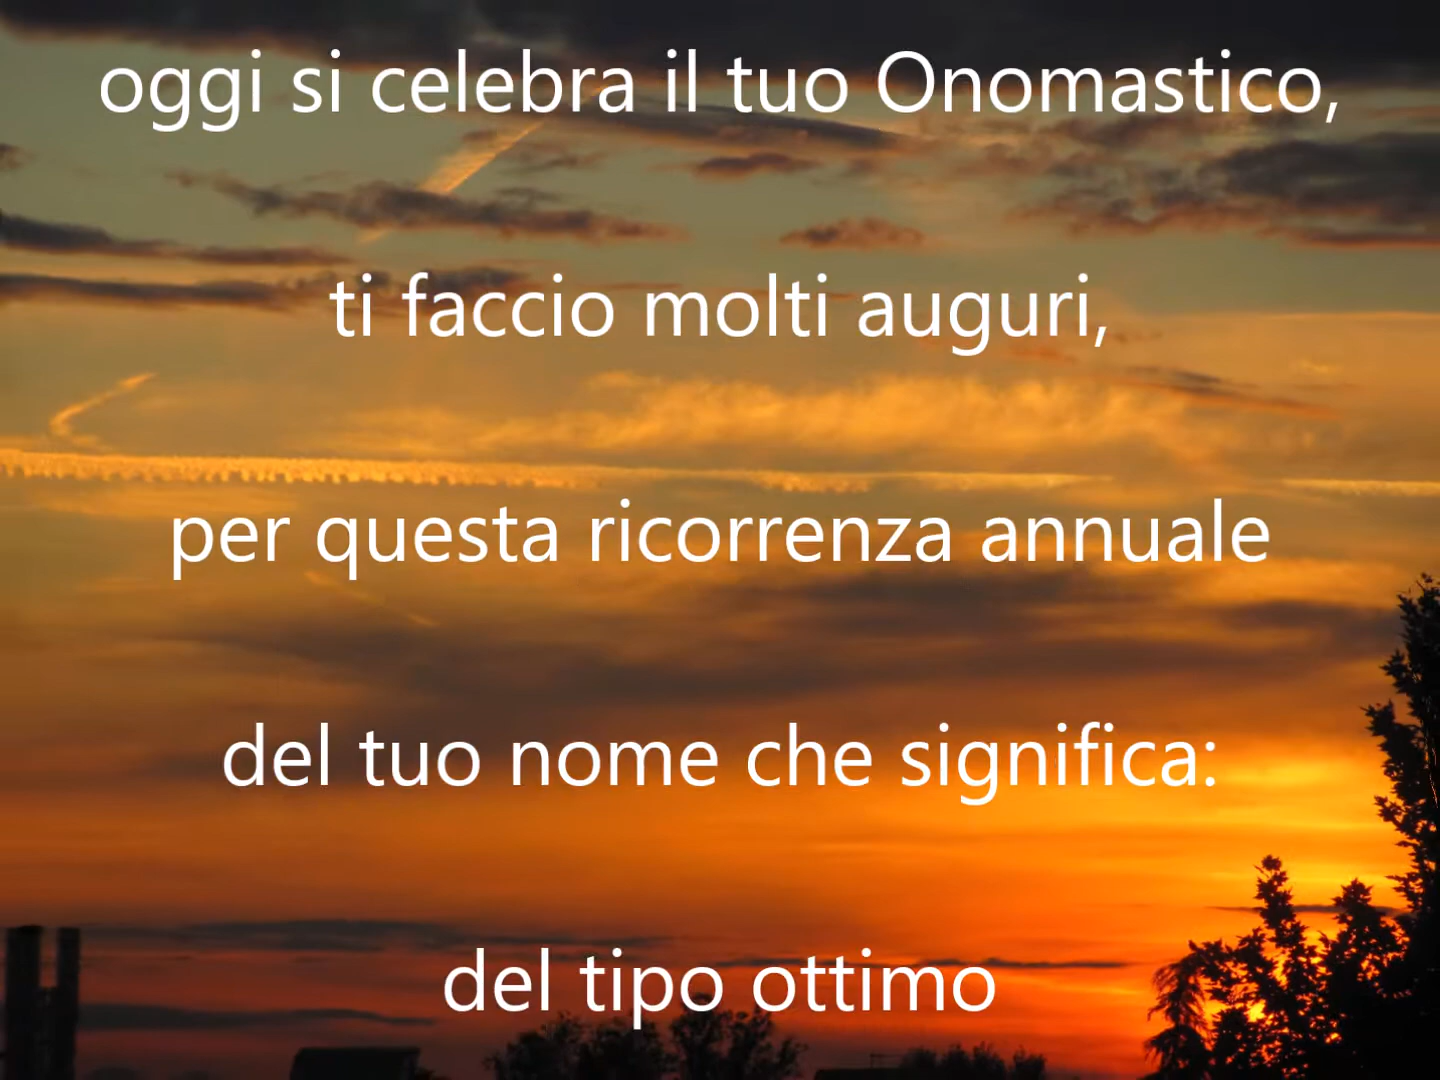 oggi si celebra il tuo Onomastico,
ti faccio molti auguri,
per questa ricorrenza annuale
del tuo nome che significa:
del tipo ottimo